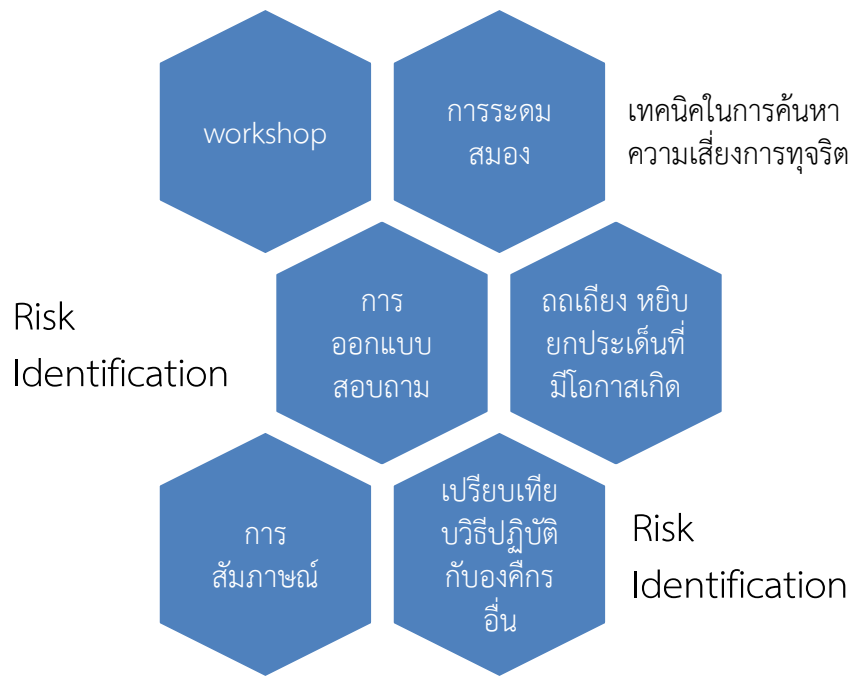 workshop
การระดม
สมอง
เทคนิคในการค้นหา
ความเสี่ยงการทุจริต
Risk
Identification
การ
ออกแบบ
สอบถาม
ถถเถียง หยิบ
ยกประเด็นที่
มีโอกาสเกิด
การ
สัมภาษณ์
เปรียบเทีย
บวิธีปฏิบัติ
กับองคืกร
อื่น
Risk
Identification